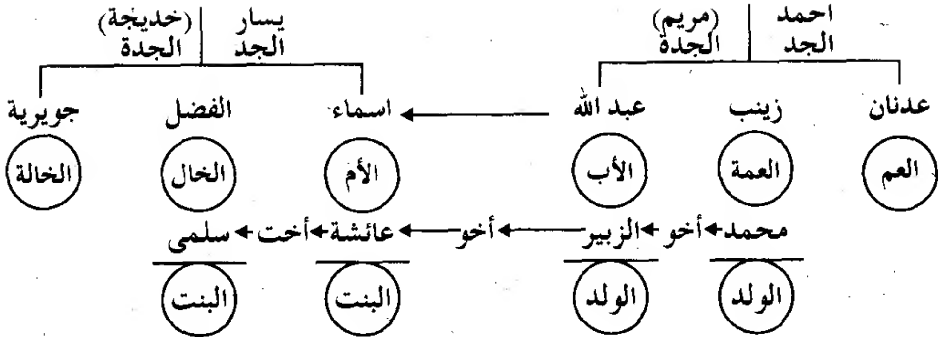 احمد (مريم) يسار (خديجة)
الجد الجدة الجد الجدة
عدنان زينب عبد الله اسماء الفضل جويرية
العم العمة الأب الأم الخال الخالة
محمد أخو الزبير أخو عائشة أخت سلمى
الولد الولد البنت البنت